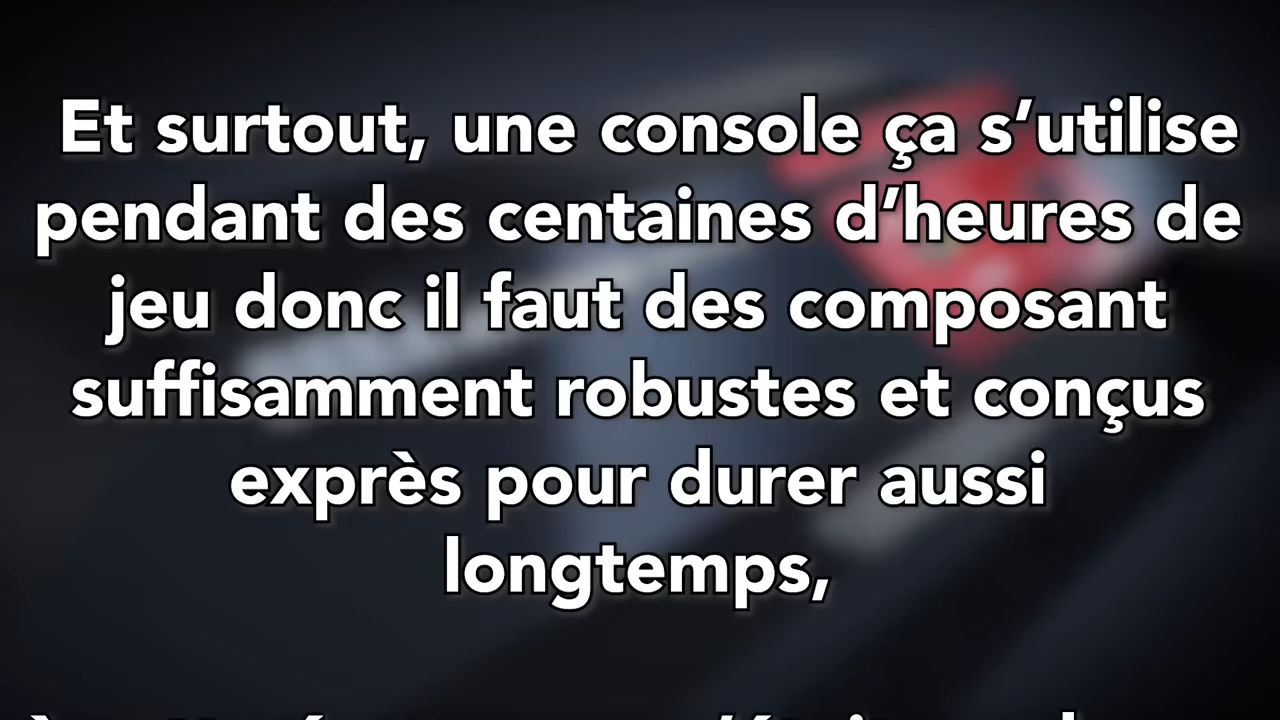 Et surtout, une console ça s’utilise
pendant des centaines d’heures de
jeu donc il faut des composant
suffisamment robustes et conçus
exprès pour durer aussi
longtemps,